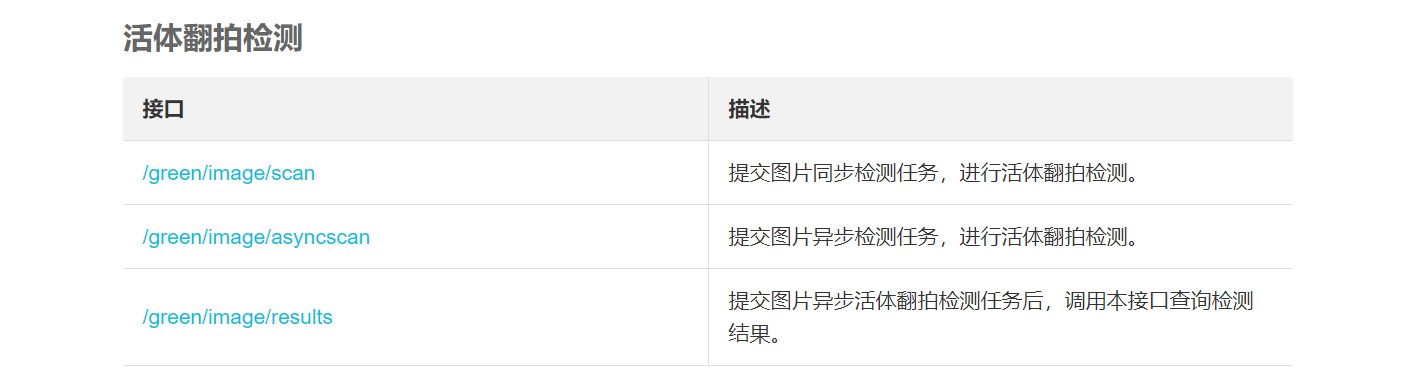 活体翻拍检测
接口 描述
/green/image/scan 提交图片同步检测任务，进行活体翻拍检测。
/green/image/asyncscan 提交图片异步检测任务，进行活体翻拍检测。
/green/image/results 提交图片异步活体翻拍检测任务后，调用本接口查询检测
结果。